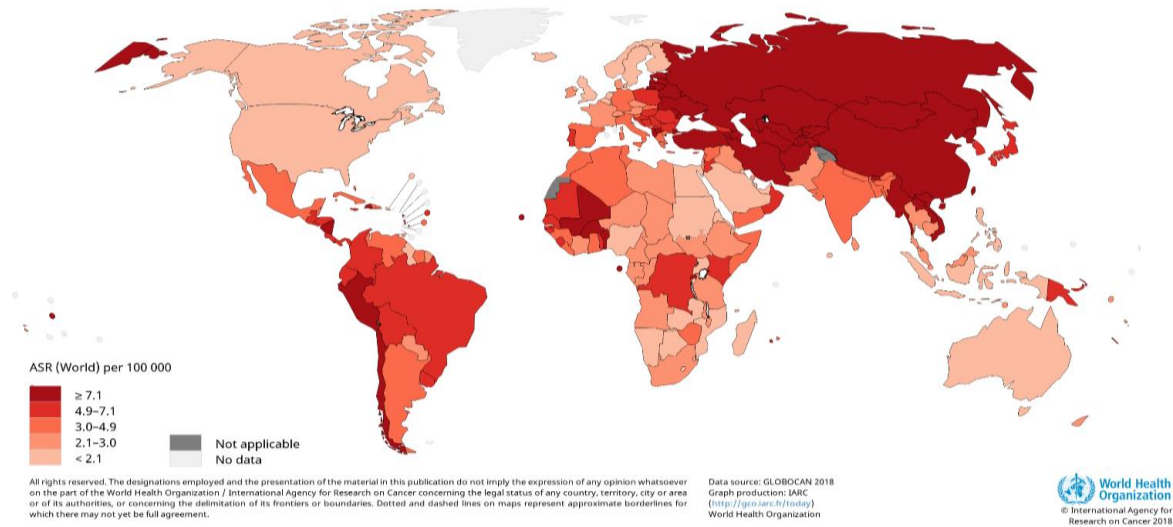 ASR (World) per 100 000
≥ 7.1
4.9–7.1
3.0–4.9
2.1–3.0
< 2.1
Not applicable
No data
All rights reserved. The designations employed and the presentation of the material in this publication do not imply the expression of any opinion whatsoever
on the part of the World Health Organization / International Agency for Research on Cancer concerning the legal status of any country, territory, city or area
or of its authorities, or concerning the delimitation of its frontiers or boundaries. Dotted and dashed lines on maps represent approximate borderlines for
which there may not yet be full agreement.
Data source: GLOBOCAN 2018
Graph production: IARC
(http://gco.iarc.fr/today)
World Health Organization
World Health
Organization
© International Agency for
Research on Cancer 2018